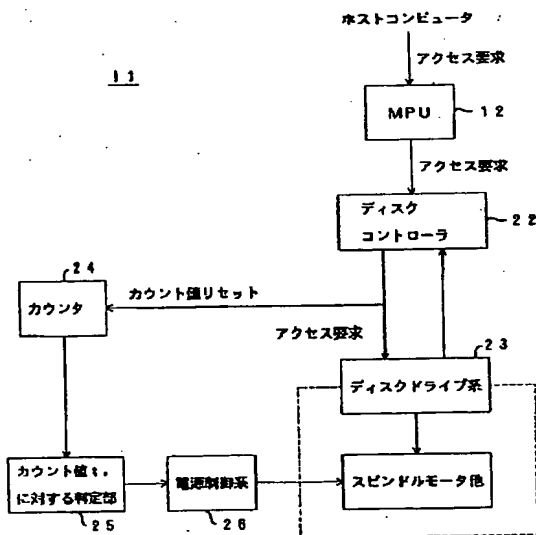 ホストコンピュータ
アクセス要求
11
MPU
12
アクセス要求
ディスク
コントローラ
22
24
カウンタ
カウント値リセット
アクセス要求
23
ディスクドライブ系
カウント値t。
に対する判定部
電源制御系
スピンドルモータ他
25
26